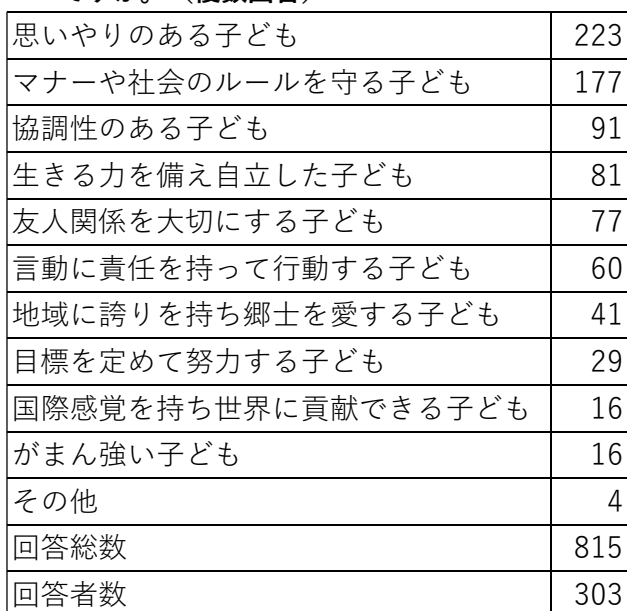 ですか。（複数回答）
思いやりのある子ども 223
マナーや社会のルールを守る子ども 177
協調性のある子ども 91
生きる力を備え自立した子ども 81
友人関係を大切にする子ども 77
言動に責任を持って行動する子ども 60
地域に誇りを持ち郷士を愛する子ども 41
目標を定めて努力する子ども 29
国際感覚を持ち世界に貢献できる子ども 16
がまん強い子ども 16
その他 4
回答総数 815
回答者数 303